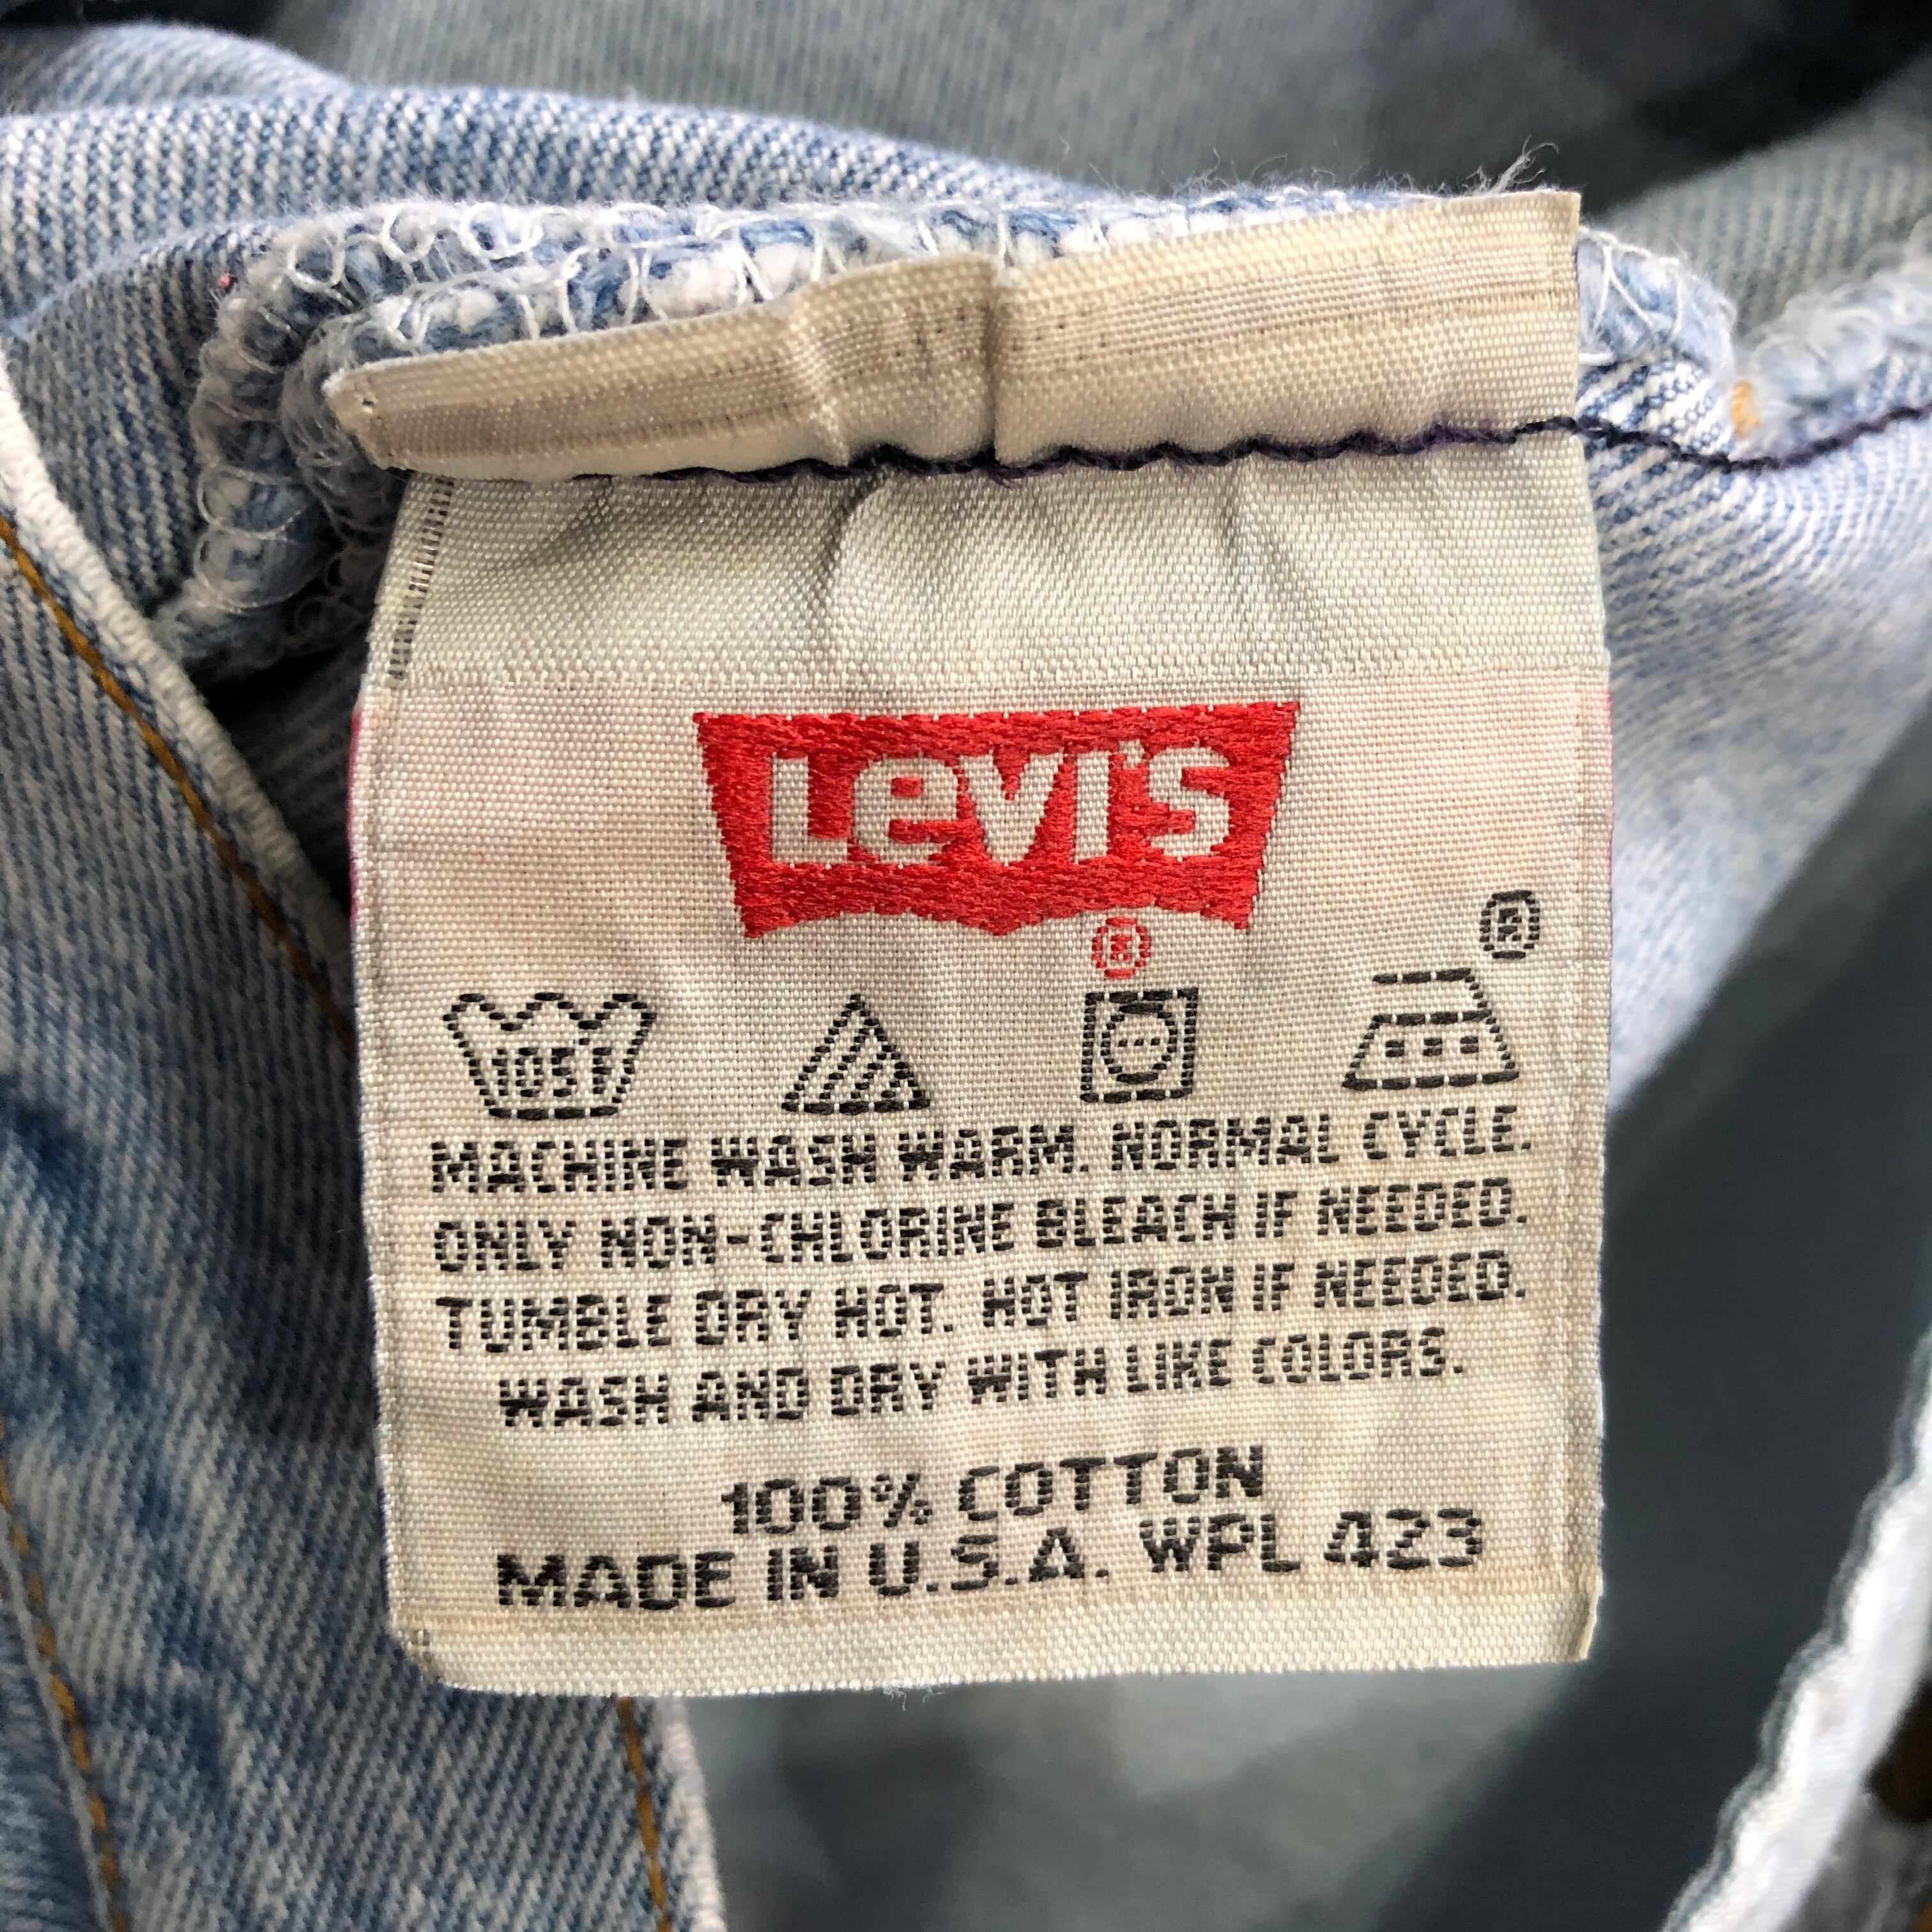 Levi's
®
®
105F
MACHINE WASH WARM. NORMAL CYCLE.
ONLY NON-CHLORINE BLEACH IF NEEDED.
TUMBLE DRY HOT. HOT IRON IF NEEDED.
WASH AND DRY WITH LIKE COLORS.
100% COTTON
MADE IN U.S.A. WPL 423